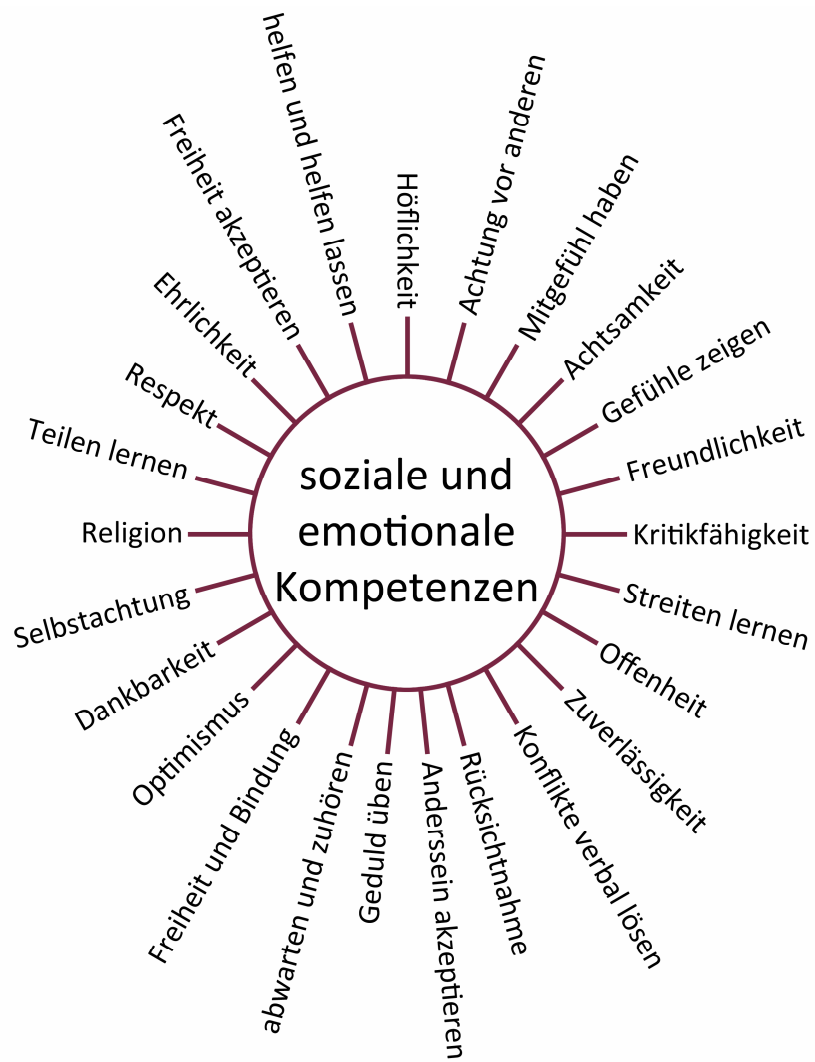 soziale und
emotionale
Kompetenzen
Höflichkeit
Achtung vor anderen
Mitgefühl haben
Achtsamkeit
Gefühle zeigen
Freundlichkeit
Kritikfähigkeit
Streiten lernen
Offenheit
Zuverlässigkeit
Konflikte verbal lösen
Rücksichtnahme
Anderssein akzeptieren
Geduld üben
abwarten und zuhören
Freiheit und Bindung
Optimismus
Dankbarkeit
Selbstachtung
Religion
Teilen lernen
Respekt
Ehrlichkeit
Freiheit akzeptieren
helfen und helfen lassen